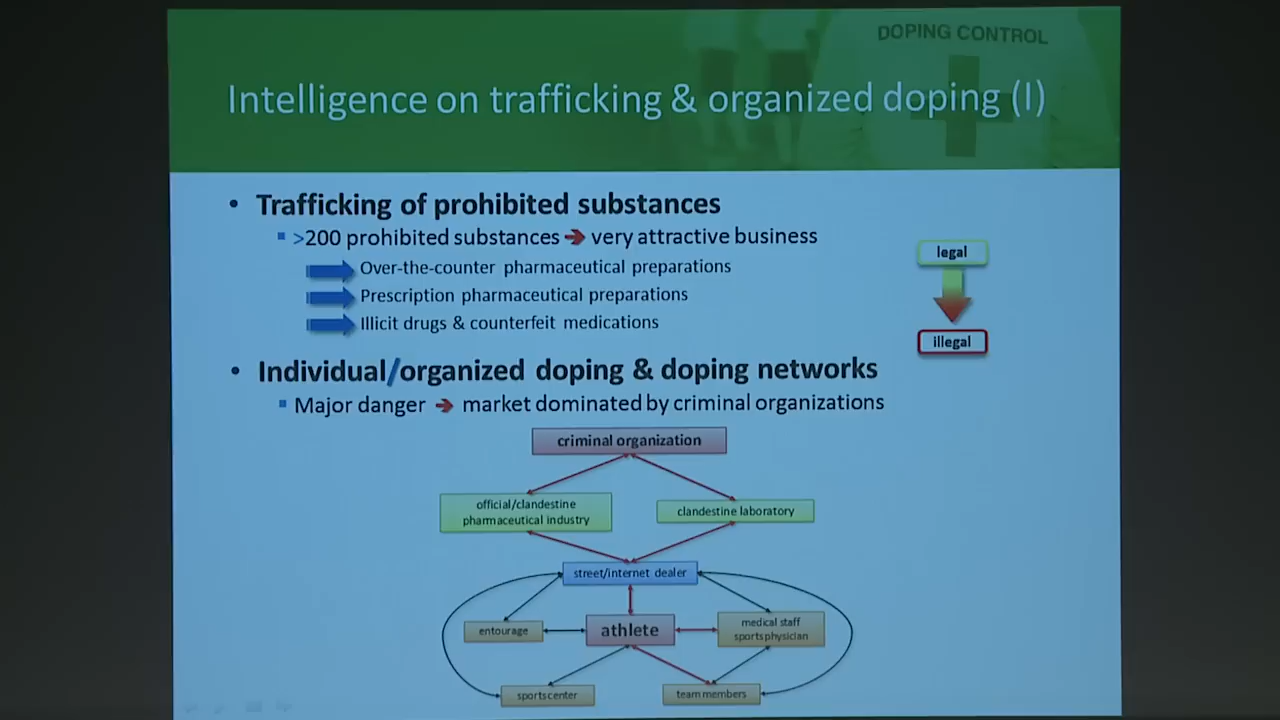 DOPING CONTROL
Intelligence on trafficking & organized doping (I)
• Trafficking of prohibited substances
▪ >200 prohibited substances ➔ very attractive business
Over-the-counter pharmaceutical preparations
Prescription pharmaceutical preparations
Illicit drugs & counterfeit medications
legal
illegal
• Individual/organized doping & doping networks
▪ Major danger ➔ market dominated by criminal organizations
criminal organization
official/clandestine
pharmaceutical industry
clandestine laboratory
street/internet dealer
entourage
athlete
medical staff
sports physician
sports center
team members